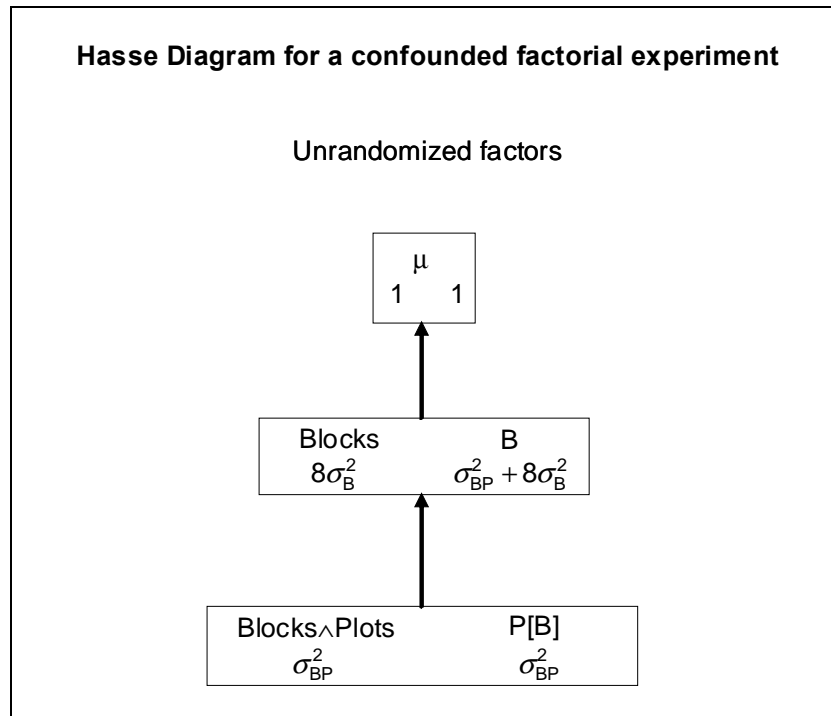 Hasse Diagram for a confounded factorial experiment
Unrandomized factors
μ
1 1
Blocks B
8σ²_B σ²_BP + 8σ²_B
Blocks∧Plots P[B]
σ²_BP σ²_BP